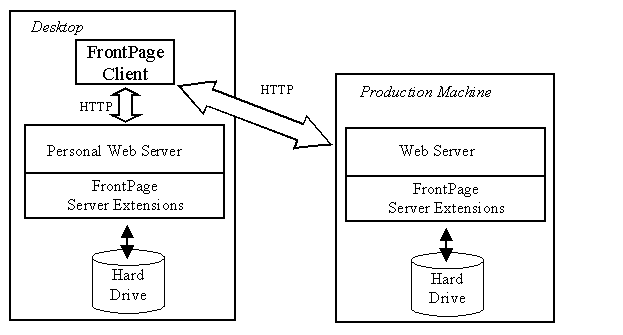 Desktop
FrontPage
Client
HTTP
HTTP
Personal Web Server
FrontPage
Server Extensions
Hard
Drive
Production Machine
Web Server
FrontPage
Server Extensions
Hard
Drive